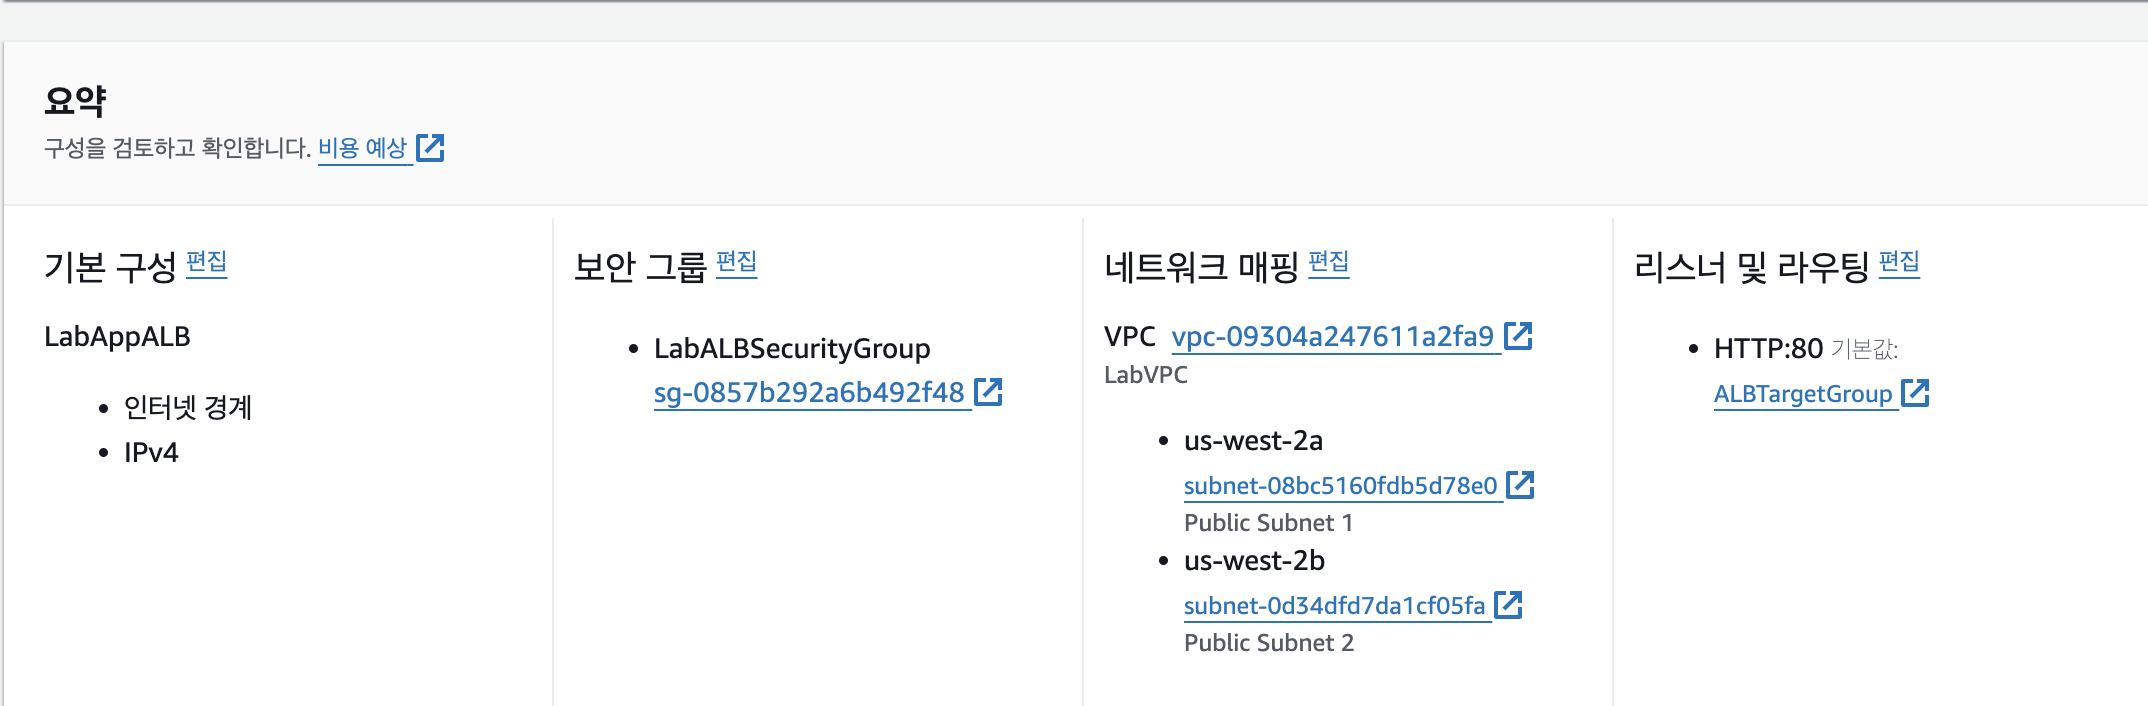 요약
구성을 검토하고 확인합니다. 비용 예상
기본 구성 편집
LabAppALB
인터넷 경계
IPv4
보안 그룹 편집
LabALBSecurityGroup
sg-0857b292a6b492f48
네트워크 매핑 편집
VPC vpc-09304a247611a2fa9
LabVPC
us-west-2a
subnet-08bc5160fdb5d78e0
Public Subnet 1
us-west-2b
subnet-0d34dfd7da1cf05fa
Public Subnet 2
리스너 및 라우팅 편집
HTTP:80 기본값:
ALBTargetGroup